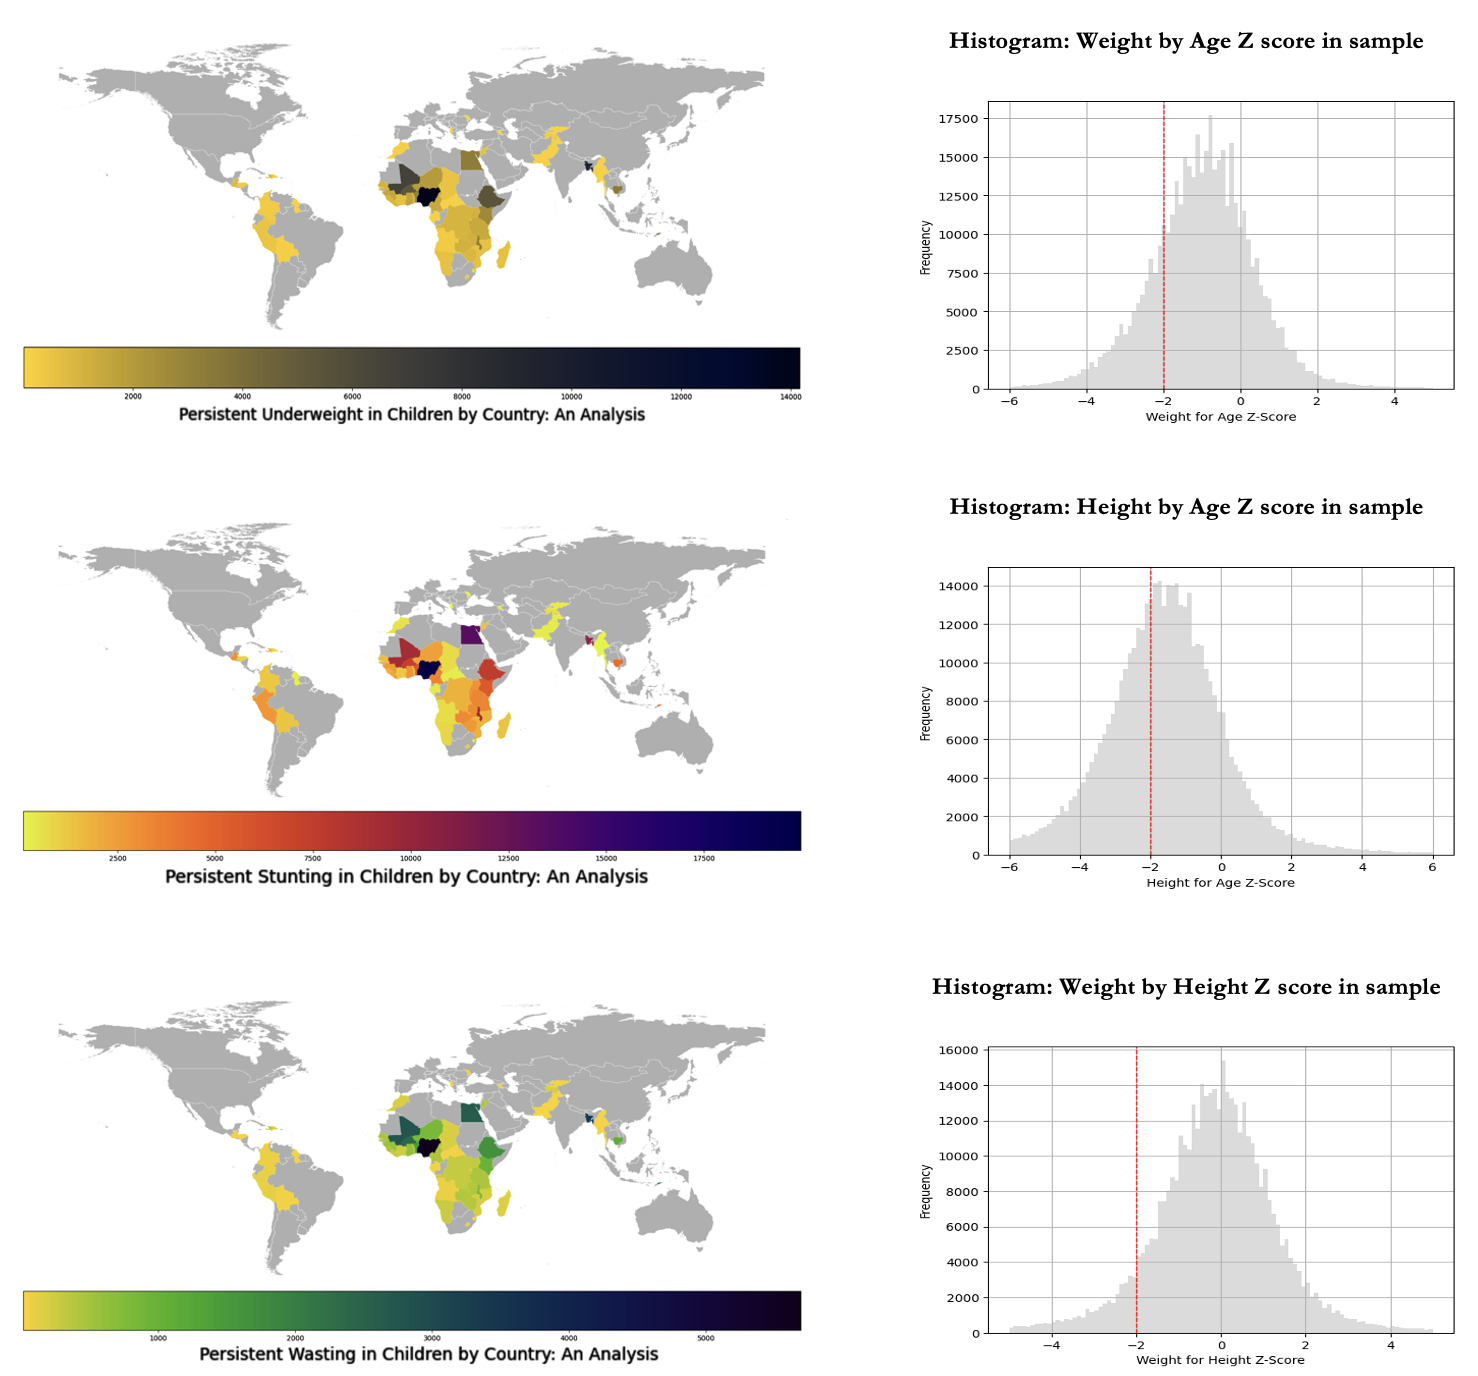 Histogram: Weight by Age Z score in sample
17500
15000
12500
10000
7500
5000
2500
0
Frequency
−6 −4 −2 0 2 4
Weight for Age Z-Score
2000 4000 6000 8000 10000 12000 14000
Persistent Underweight in Children by Country: An Analysis
Histogram: Height by Age Z score in sample
14000
12000
10000
8000
6000
4000
2000
0
Frequency
−6 −4 −2 0 2 4 6
Height for Age Z-Score
2500 5000 7500 10000 12500 15000 17500
Persistent Stunting in Children by Country: An Analysis
Histogram: Weight by Height Z score in sample
16000
14000
12000
10000
8000
6000
4000
2000
0
Frequency
−4 −2 0 2 4
Weight for Height Z-Score
1000 2000 3000 4000 5000
Persistent Wasting in Children by Country: An Analysis